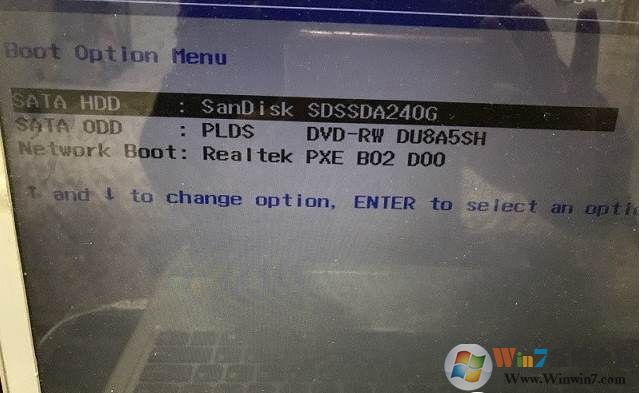 Boot Option Menu
SATA HDD : SanDisk SDSSDA240G
SATA ODD : PLDS DVD-RW DU8A5SH
Network Boot: Realtek PXE B02 D00
↑ and ↓ to change option, ENTER to select an optio
Win7
Www.Winwin7.com